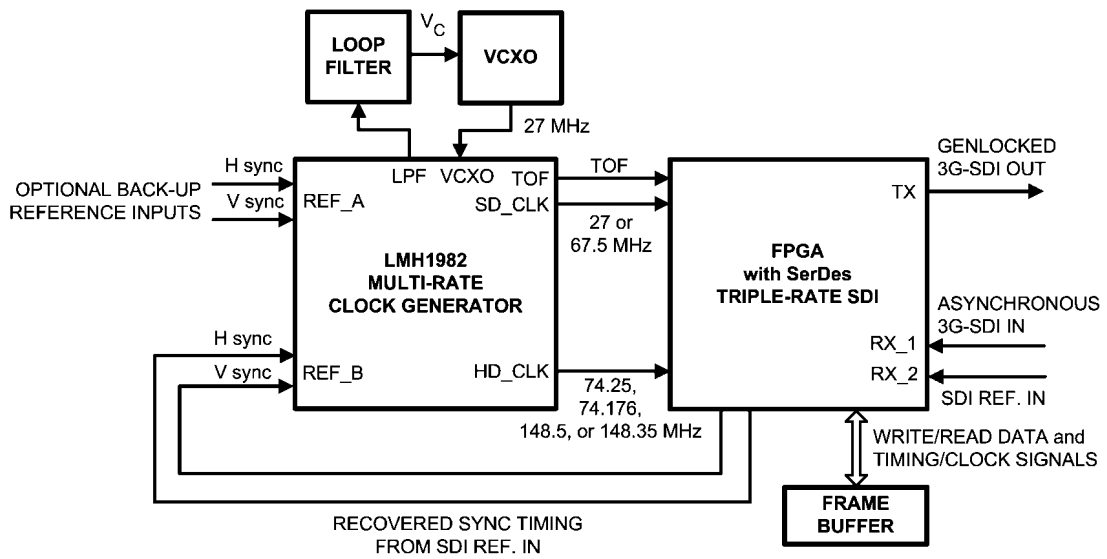 V_C
LOOP
FILTER
VCXO
27 MHz
H sync
OPTIONAL BACK-UP
REFERENCE INPUTS
V sync
LPF VCXO
REF_A
TOF
SD_CLK
LMH1982
MULTI-RATE
CLOCK GENERATOR
H sync
V sync
REF_B
HD_CLK
TOF
27 or
67.5 MHz
74.25,
74.176,
148.5, or 148.35 MHz
FPGA
with SerDes
TRIPLE-RATE SDI
TX
RX_1
RX_2
GENLOCKED
3G-SDI OUT
ASYNCHRONOUS
3G-SDI IN
SDI REF. IN
WRITE/READ DATA and
TIMING/CLOCK SIGNALS
FRAME
BUFFER
RECOVERED SYNC TIMING
FROM SDI REF. IN